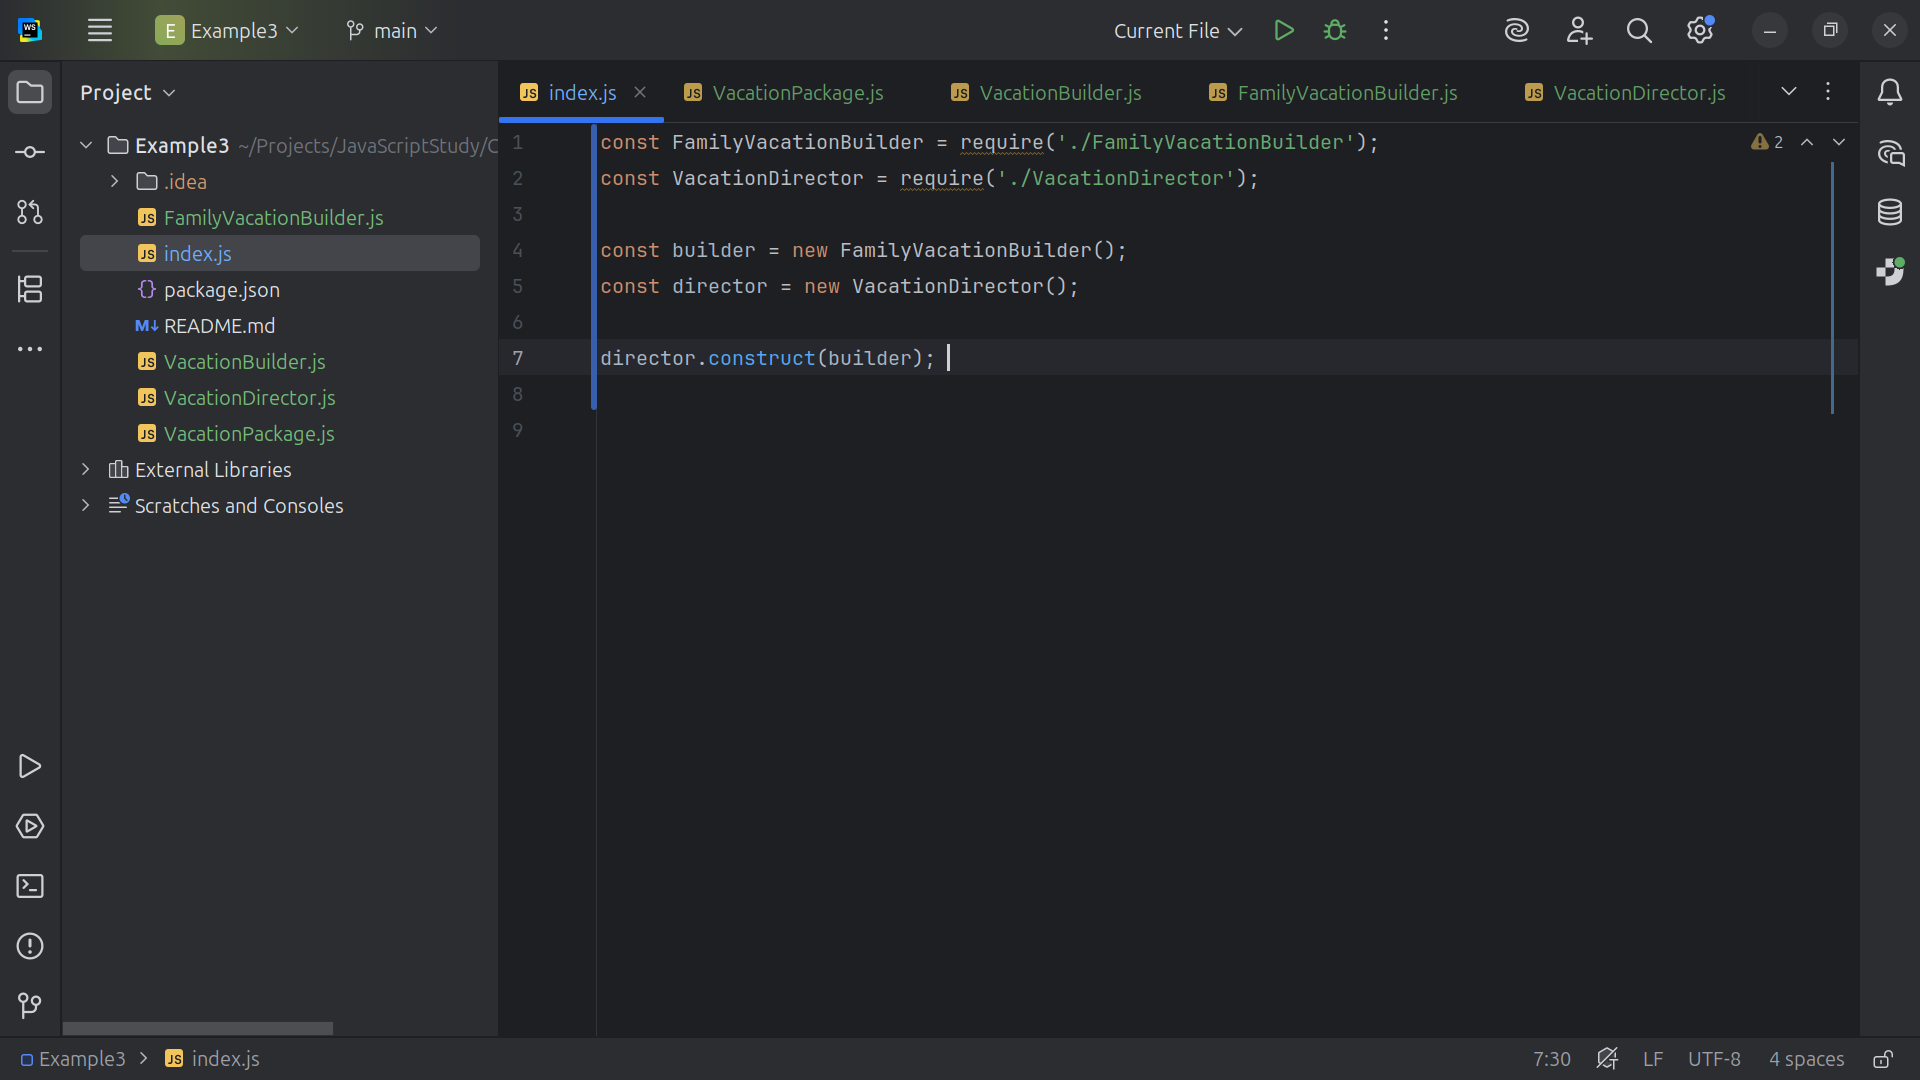 WS
E Example3
main
Current File
Project
index.js
VacationPackage.js
VacationBuilder.js
FamilyVacationBuilder.js
VacationDirector.js
Example3 ~/Projects/JavaScriptStudy/
.idea
FamilyVacationBuilder.js
index.js
package.json
README.md
VacationBuilder.js
VacationDirector.js
VacationPackage.js
External Libraries
Scratches and Consoles
1 const FamilyVacationBuilder = require('./FamilyVacationBuilder');
2 const VacationDirector = require('./VacationDirector');
3
4 const builder = new FamilyVacationBuilder();
5 const director = new VacationDirector();
6
7 director.construct(builder);
8
9
2
Example3 > JS index.js
7:30 LF UTF-8 4 spaces